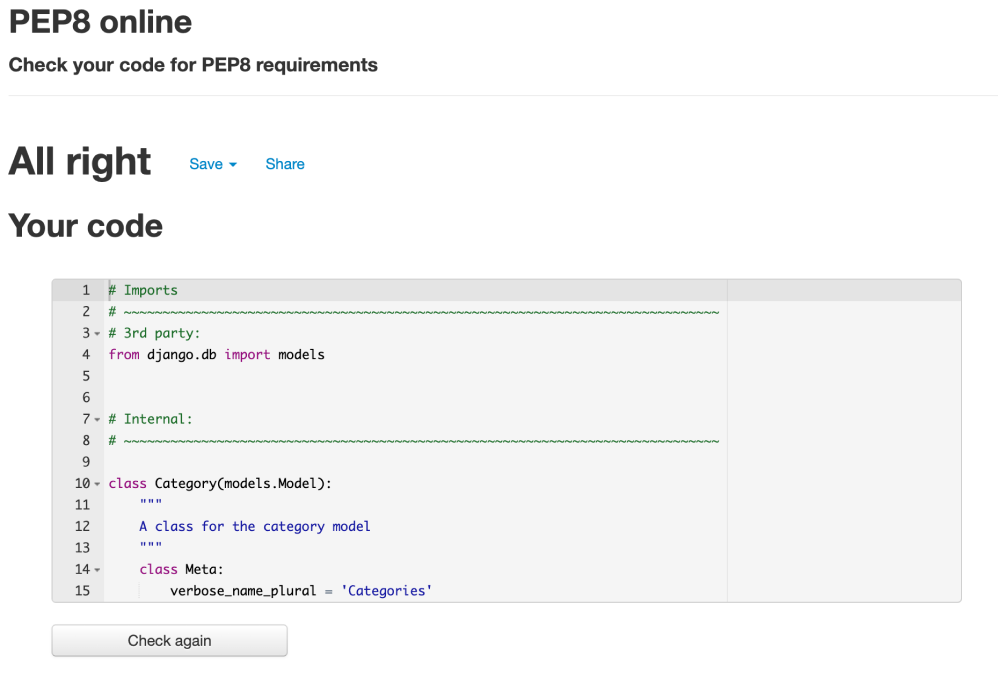 PEP8 online
Check your code for PEP8 requirements
All right Save Share
Your code
1 # Imports
2 # ~~~~~~~~~~~~~~~~~~~~~~~~~~~~~~~~~~~~~~~~~~~~~~~~~~~~~~~~~~~~~~~~~~~~~~~~~~~~~
3 # 3rd party:
4 from django.db import models
5
6
7 # Internal:
8 # ~~~~~~~~~~~~~~~~~~~~~~~~~~~~~~~~~~~~~~~~~~~~~~~~~~~~~~~~~~~~~~~~~~~~~~~~~~~~~
9
10 class Category(models.Model):
11     """
12     A class for the category model
13     """
14     class Meta:
15         verbose_name_plural = 'Categories'
Check again